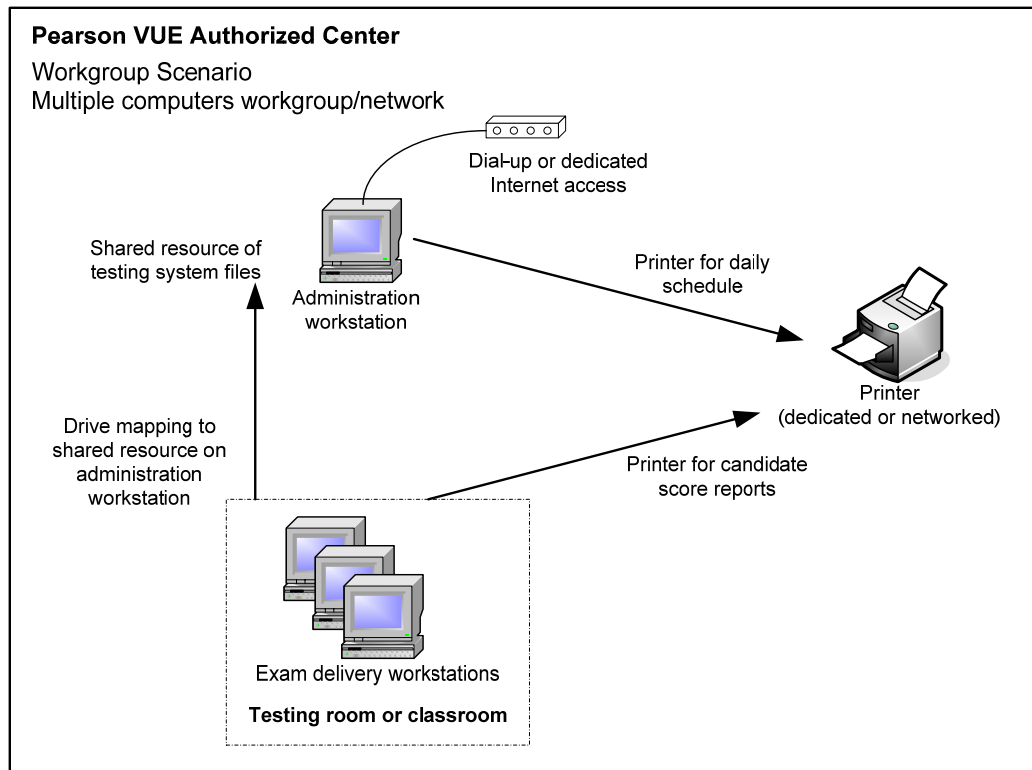 Pearson VUE Authorized Center
Workgroup Scenario
Multiple computers workgroup/network
Dial-up or dedicated
Internet access
Shared resource of
testing system files
Administration
workstation
Printer for daily
schedule
Printer
(dedicated or networked)
Drive mapping to
shared resource on
administration
workstation
Printer for candidate
score reports
Exam delivery workstations
Testing room or classroom